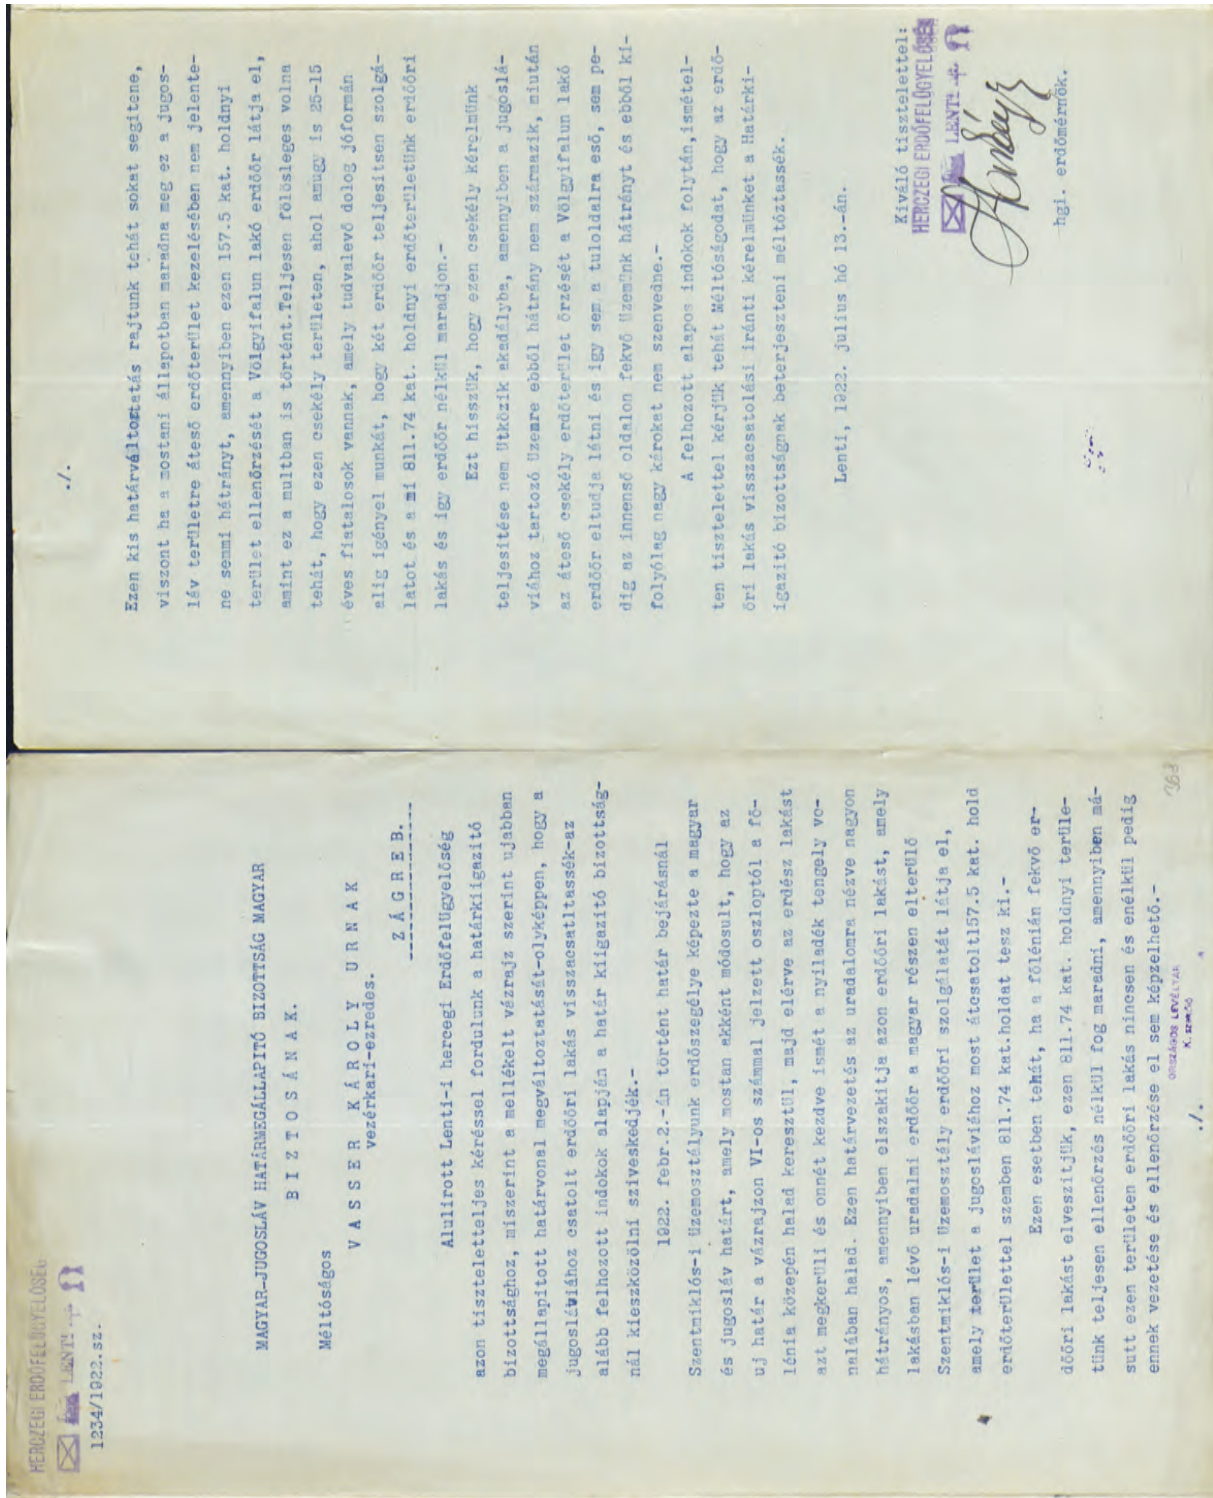 HERCZEGI ERDŐFELÜGYELŐSÉG
LENTI
1234/1922.sz.
MAGYAR-JUGOSLÁV HATÁRMEGÁLLAPITÓ BIZOTTSÁG MAGYAR
B I Z T O S Á N A K.
Méltóságos
V A S S E R  K Á R O L Y  U R N A K
vezérkari-ezredes.
Z Á G R E B.
Alulirott Lenti-i hercegi Erdőfelügyelőség
azon tiszteletteljes kéréssel fordulunk a határkiigazitó
bizottsághoz, miszerint a mellékelt vázrajz szerint ujabban
megállapitott határvonal megváltoztatását-olyképpen, hogy a
jugosláviához csatolt erdőőri lakás visszacsatoltassék-az
alább felhozott indokok alapján a határ kiigazitó bizottság-
nál kieszközölni sziveskedjék.-
1922. febr.2.-án történt határ bejárásnál
Szentmiklós-i üzemosztályunk erdőszegélye képezte a magyar
és jugosláv határt, amely mostan akként módosult, hogy az
uj határ a vázrajzon VI-os számmal jelzett oszloptól a fő-
lénia közepén halad keresztül, majd elérve az erdész lakást
azt megkerüli és onnét kezdve ismét a nyiladék tengely vo-
nalában halad. Ezen határvezetés az uradalomra nézve nagyon
hátrányos, amennyiben elszakitja azon erdőőri lakást, amely
lakásban lévő uradalmi erdőőr a magyar részen elterülő
Szentmiklós-i üzemosztály erdőőri szolgálatát látja el,
amely terület a jugosláviéhoz most átcsatolt157.5 kat. hold
erdőterülettel szemben 811.74 kat.holdat tesz ki.-
Ezen esetben tehát, ha a főlénián fekvő er-
dőőri lakást elveszitjük, ezen 811.74 kat. holdnyi terüle-
tünk teljesen ellenőrzés nélkül fog maradni, amennyiben má-
sutt ezen területen erdőőri lakás nincsen és enélkül pedig
ennek vezetése és ellenőrzése el sem képzelhető.-
ORSZÁGOS LEVÉLTÁR
K. szekció
./.
368
./.
Ezen kis határváltoztatás rajtunk tehát sokat segitene,
viszont ha a mostani állapotban maradna meg ez a jugos-
láv területre áteső erdőterület kezelésében nem jelente-
ne semmi hátrányt, amennyiben ezen 157.5 kat. holdnyi
terület ellenőrzését a Völgyifalun lakó erdőőr látja el,
amint ez a multban is történt.Teljesen fölösleges volna
tehát, hogy ezen csekély területen, ahol amugy is 25-15
éves fiatalosok vannak, amely tudvalevő dolog jóformán
alig igényel munkát, hogy két erdőőr teljesitsen szolgá-
latot és a mi 811.74 kat. holdnyi erdőterületünk erdőőri
lakás és igy erdőőr nélkül maradjon.-
Ezt hisszük, hogy ezen csekély kérelmünk
teljesitése nem ütközik akadályba, amennyiben a jugoslá-
viához tartozó üzemre ebből hátrány nem származik, miután
az áteső csekély erdőterület őrzését a Völgyifalun lakó
erdőőr eltudja látni és igy sem a tuloldalra eső, sem pe-
dig az innenső oldalon fekvő üzemünk hátrányt és ebből ki-
folyólag nagy károkat nem szenvedne.-
A felhozott alapos indokok folytán,ismétel-
ten tisztelettel kérjük tehát Méltóságodat, hogy az erdő-
őri lakás visszacsatolási iránti kérelmünket a Határki-
igazitó bizottságnak beterjeszteni méltóztassék.
Lenti, 1922. julius hó 13.-án.
Kiváló tisztelettel:
HERCZEGI ERDŐFELÜGYELŐSÉG
LENTI
hgi. erdőmérnök.